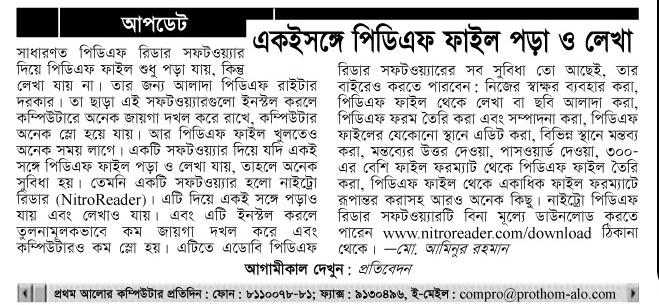 আপডেট
একইসঙ্গে পিডিএফ ফাইল পড়া ও লেখা
সাধারণত পিডিএফ রিডার সফটওয়্যার
দিয়ে পিডিএফ ফাইল শুধু পড়া যায়, কিন্তু
লেখা যায় না। তার জন্য আলাদা পিডিএফ রাইটার
দরকার। তা ছাড়া এই সফটওয়্যারগুলো ইনস্টল করলে
কম্পিউটারে অনেক জায়গা দখল করে রাখে, কম্পিউটার
অনেক স্লো হয়ে যায়। আর পিডিএফ ফাইল খুলতেও
অনেক সময় লাগে। একটি সফটওয়্যার দিয়ে যদি একই
সঙ্গে পিডিএফ ফাইল পড়া ও লেখা যায়, তাহলে অনেক
সুবিধা হয়। তেমনি একটি সফটওয়্যার হলো নাইট্রো
রিডার (NitroReader)। এটি দিয়ে একই সঙ্গে পড়াও
যায় এবং লেখাও যায়। এবং এটি ইনস্টল করলে
তুলনামূলকভাবে কম জায়গা দখল করে এবং
কম্পিউটারও কম স্লো হয়। এটিতে এডোবি পিডিএফ
রিডার সফটওয়্যারের সব সুবিধা তো আছেই, তার
বাইরেও করতে পারবেন : নিজের স্বাক্ষর ব্যবহার করা,
পিডিএফ ফাইল থেকে লেখা বা ছবি আলাদা করা,
পিডিএফ ফরম তৈরি করা এবং সম্পাদনা করা, পিডিএফ
ফাইলের যেকোনো স্থানে এডিট করা, বিভিন্ন স্থানে মন্তব্য
করা, মন্তব্যের উত্তর দেওয়া, পাসওয়ার্ড দেওয়া, ৩০০-
এর বেশি ফাইল ফরম্যাট থেকে পিডিএফ ফাইল তৈরি
করা, পিডিএফ ফাইল থেকে একাধিক ফাইল ফরম্যাটে
রূপান্তর করাসহ আরও অনেক কিছু। নাইট্রো পিডিএফ
রিডার সফটওয়্যারটি বিনা মূল্যে ডাউনলোড করতে
পারেন www.nitroreader.com/download ঠিকানা
থেকে। —মো. আমিনুর রহমান
আগামীকাল দেখুন : প্রতিবেদন
প্রথম আলোর কম্পিউটার প্রতিদিন : ফোন : ৮১১০০৭৮-৮১; ফ্যাক্স : ৯১৩০৪৯৬, ই-মেইল : compro@prothom-alo.com